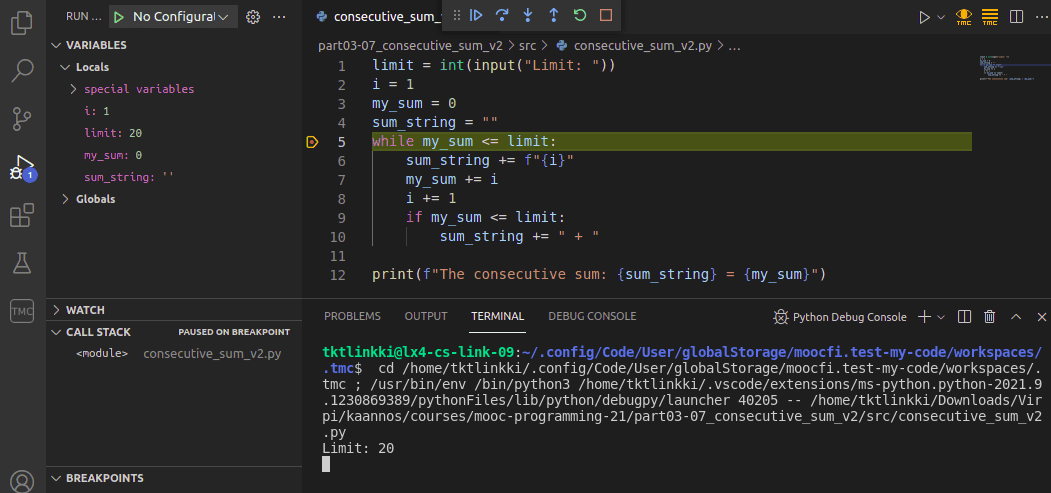 RUN ...
No Configurat
...
VARIABLES
Locals
special variables
i: 1
limit: 20
my_sum: 0
sum_string: ''
Globals
WATCH
CALL STACK
PAUSED ON BREAKPOINT
<module> consecutive_sum_v2.py
BREAKPOINTS
1
TMC
consecutive_sum_
TMC
TMC
...
part03-07_consecutive_sum_v2 > src > consecutive_sum_v2.py > ...
1 limit = int(input("Limit: "))
2 i = 1
3 my_sum = 0
4 sum_string = ""
5 while my_sum <= limit:
6 sum_string += f"{i}"
7 my_sum += i
8 i += 1
9 if my_sum <= limit:
10 sum_string += " + "
11
12 print(f"The consecutive sum: {sum_string} = {my_sum}")
PROBLEMS OUTPUT TERMINAL DEBUG CONSOLE
Python Debug Console
tktlinkki@lx4-cs-link-09:~/.config/Code/User/globalStorage/moocfi.test-my-code/workspaces/
.tmc$ cd /home/tktlinkki/.config/Code/User/globalStorage/moocfi.test-my-code/workspaces/.
tmc ; /usr/bin/env /bin/python3 /home/tktlinkki/.vscode/extensions/ms-python.python-2021.9
.1230869389/pythonFiles/lib/python/debugpy/launcher 40205 -- /home/tktlinkki/Downloads/Vir
pi/kaannos/courses/mooc-programming-21/part03-07_consecutive_sum_v2/src/consecutive_sum_v2
.py
Limit: 20